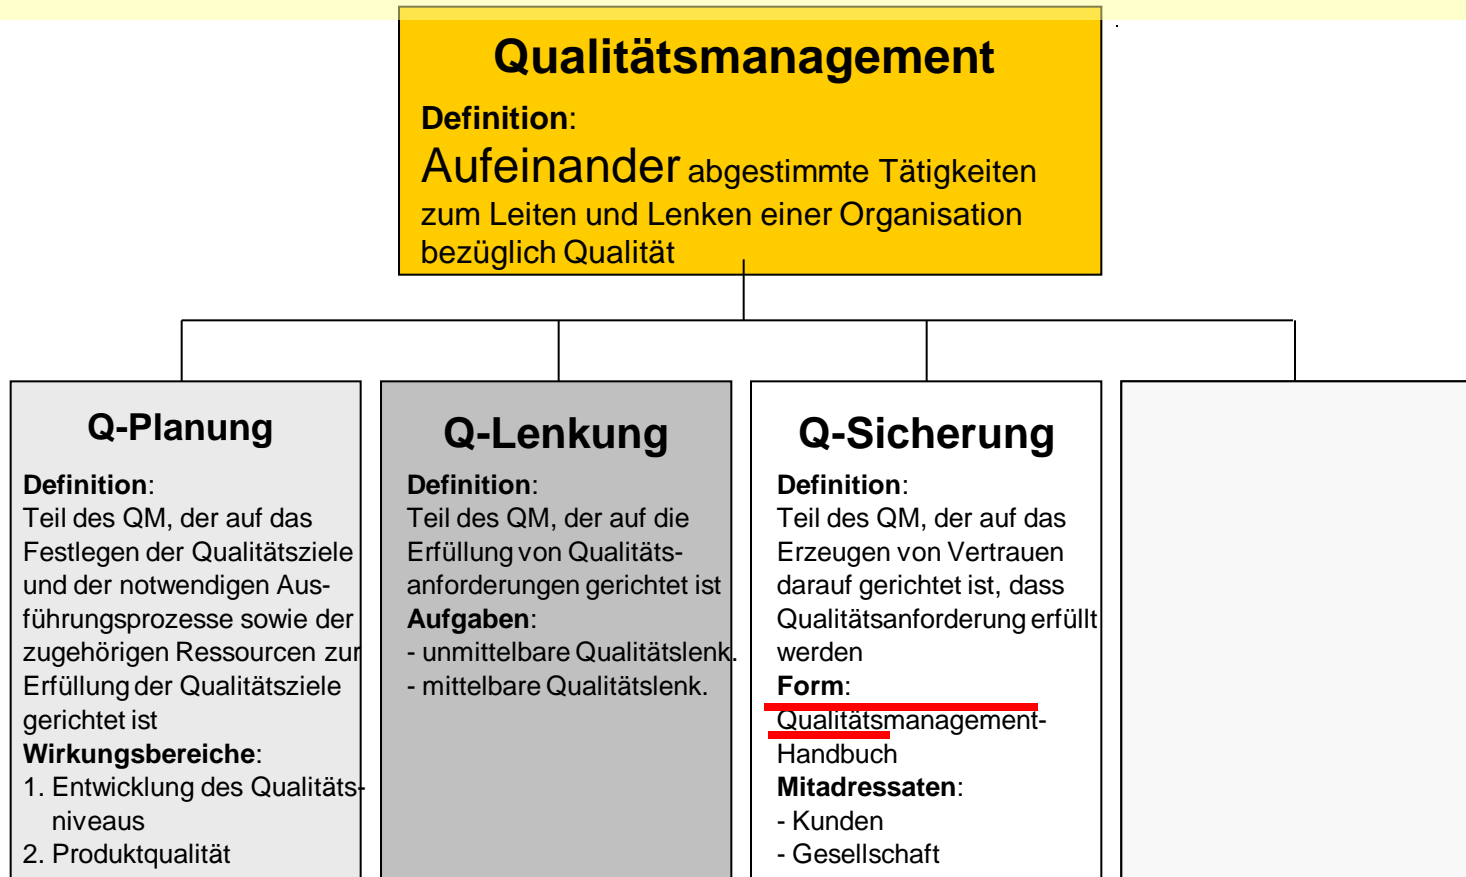 Qualitätsmanagement
Definition:
Aufeinander abgestimmte Tätigkeiten
zum Leiten und Lenken einer Organisation
bezüglich Qualität
Q-Planung
Definition:
Teil des QM, der auf das
Festlegen der Qualitätsziele
und der notwendigen Aus-
führungsprozesse sowie der
zugehörigen Ressourcen zur
Erfüllung der Qualitätsziele
gerichtet ist
Wirkungsbereiche:
1. Entwicklung des Qualitäts-
niveaus
2. Produktqualität
Q-Lenkung
Definition:
Teil des QM, der auf die
Erfüllung von Qualitäts-
anforderungen gerichtet ist
Aufgaben:
- unmittelbare Qualitätslenk.
- mittelbare Qualitätslenk.
Q-Sicherung
Definition:
Teil des QM, der auf das
Erzeugen von Vertrauen
darauf gerichtet ist, dass
Qualitätsanforderung erfüllt
werden
Form:
Qualitätsmanagement-
Handbuch
Mitadressaten:
- Kunden
- Gesellschaft